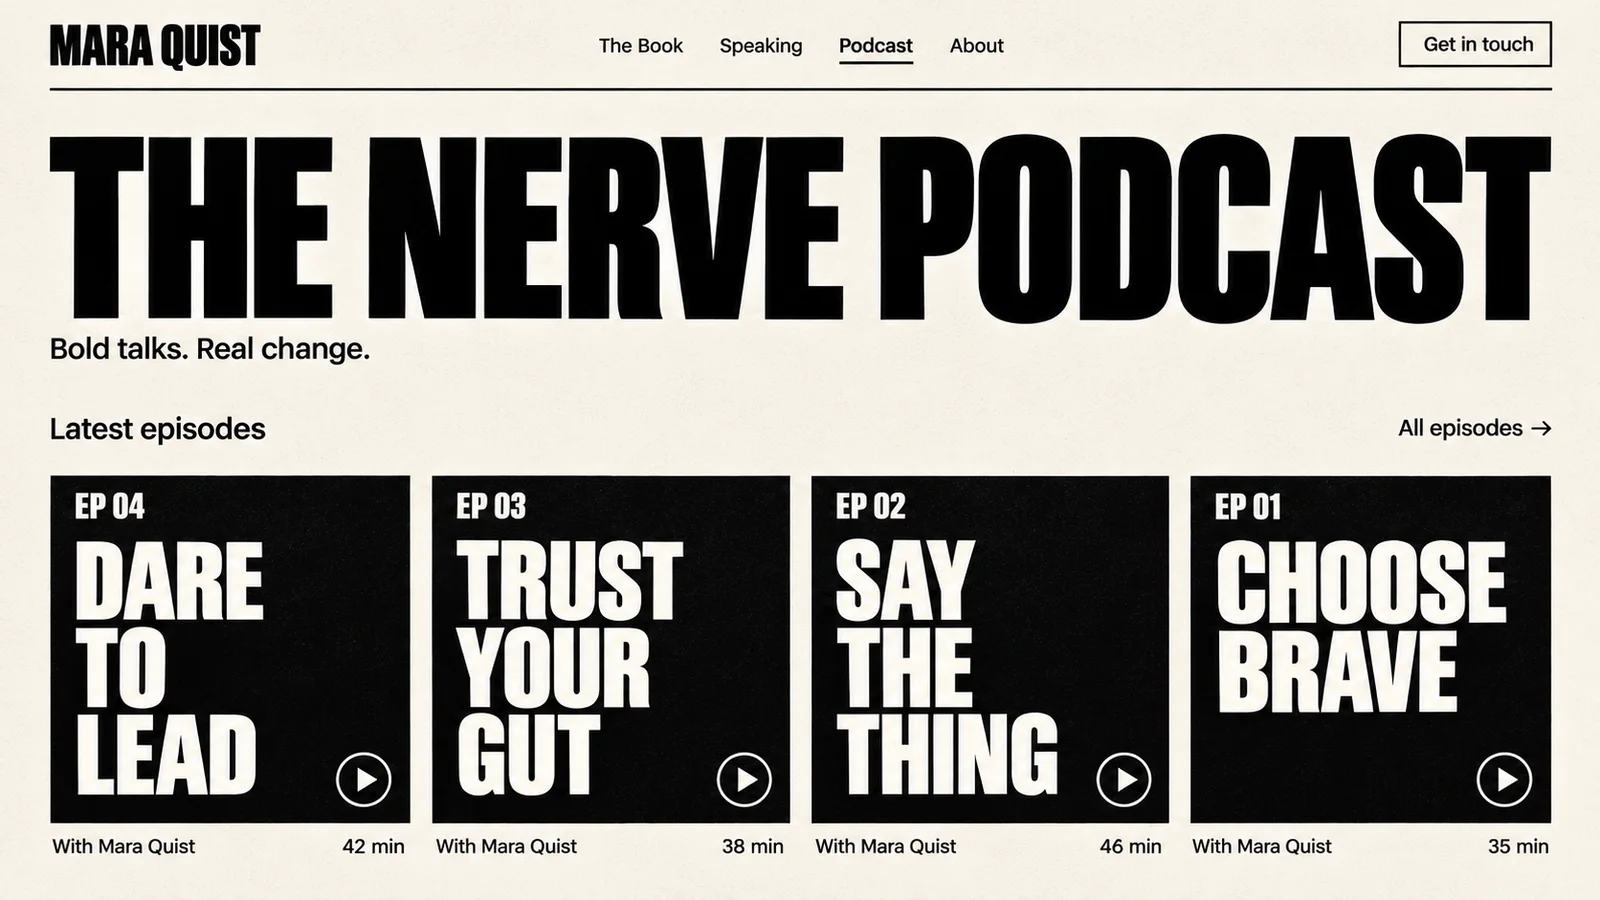 MARA QUIST
The Book Speaking Podcast About
Get in touch
THE NERVE PODCAST
Bold talks. Real change.
Latest episodes
All episodes →
EP 04
DARE
TO
LEAD
With Mara Quist 42 min
EP 03
TRUST
YOUR
GUT
With Mara Quist 38 min
EP 02
SAY
THE
THING
With Mara Quist 46 min
EP 01
CHOOSE
BRAVE
With Mara Quist 35 min